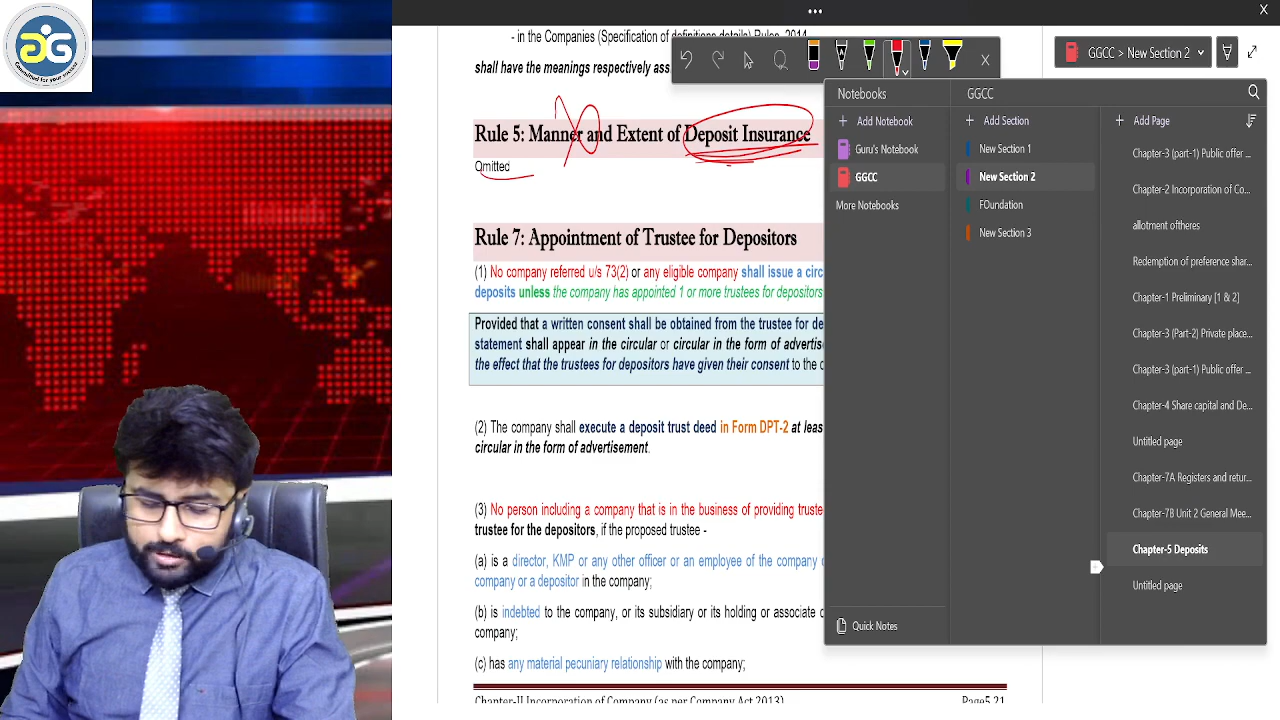 Committed for your success
- in the Companies (Specification of definitions details) Rules, 2014
shall have the meanings respectively ass
Rule 5: Manner and Extent of Deposit Insurance
Omitted
Rule 7: Appointment of Trustee for Depositors
(1) No company referred u/s 73(2) or any eligible company shall issue a circ
deposits unless the company has appointed 1 or more trustees for depositors
Provided that a written consent shall be obtained from the trustee for de
statement shall appear in the circular or circular in the form of advertis
the effect that the trustees for depositors have given their consent to the d
(2) The company shall execute a deposit trust deed in Form DPT-2 at leas
circular in the form of advertisement.
(3) No person including a company that is in the business of providing truste
trustee for the depositors, if the proposed trustee -
(a) is a director, KMP or any other officer or an employee of the company o
company or a depositor in the company;
(b) is indebted to the company, or its subsidiary or its holding or associate c
company;
(c) has any material pecuniary relationship with the company;
Chapter-II Incorporation of Company (as per Company Act 2013) Page5.21
GGCC > New Section 2
Notebooks
Add Notebook
Guru's Notebook
GGCC
More Notebooks
Quick Notes
GGCC
Add Section
New Section 1
New Section 2
FOundation
New Section 3
Add Page
Chapter-3 (part-1) Public offer ...
Chapter-2 Incorporation of Co...
allotment oftheres
Redemption of preference shar...
Chapter-1 Preliminary [1 & 2]
Chapter-3 (Part-2) Private place...
Chapter-3 (part-1) Public offer ...
Chapter-4 Share capital and De...
Untitled page
Chapter-7A Registers and retur...
Chapter-7B Unit 2 General Mee...
Chapter-5 Deposits
Untitled page